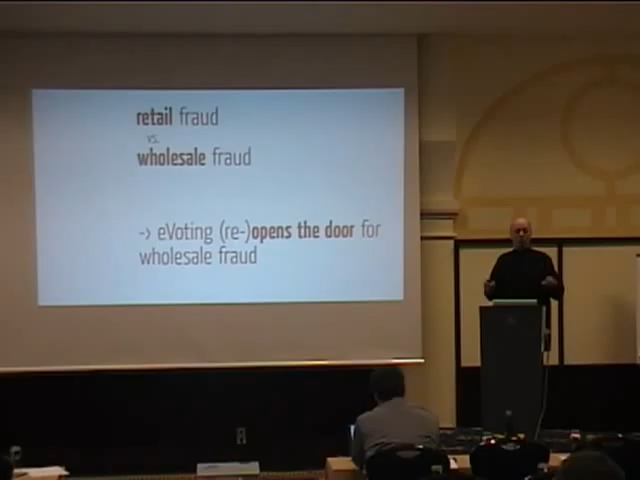 retail fraud
vs.
wholesale fraud
-> eVoting (re-)opens the door for
wholesale fraud